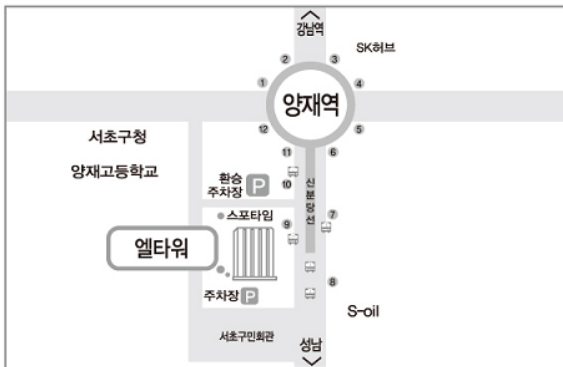 강남역
SK허브
2
3
1
4
양재역
12
5
서초구청
11
6
양재고등학교
환승
주차장
P
10
신분당선
스포타임
9
7
엘타워
8
주차장
P
S-oil
서초구민회관
성남